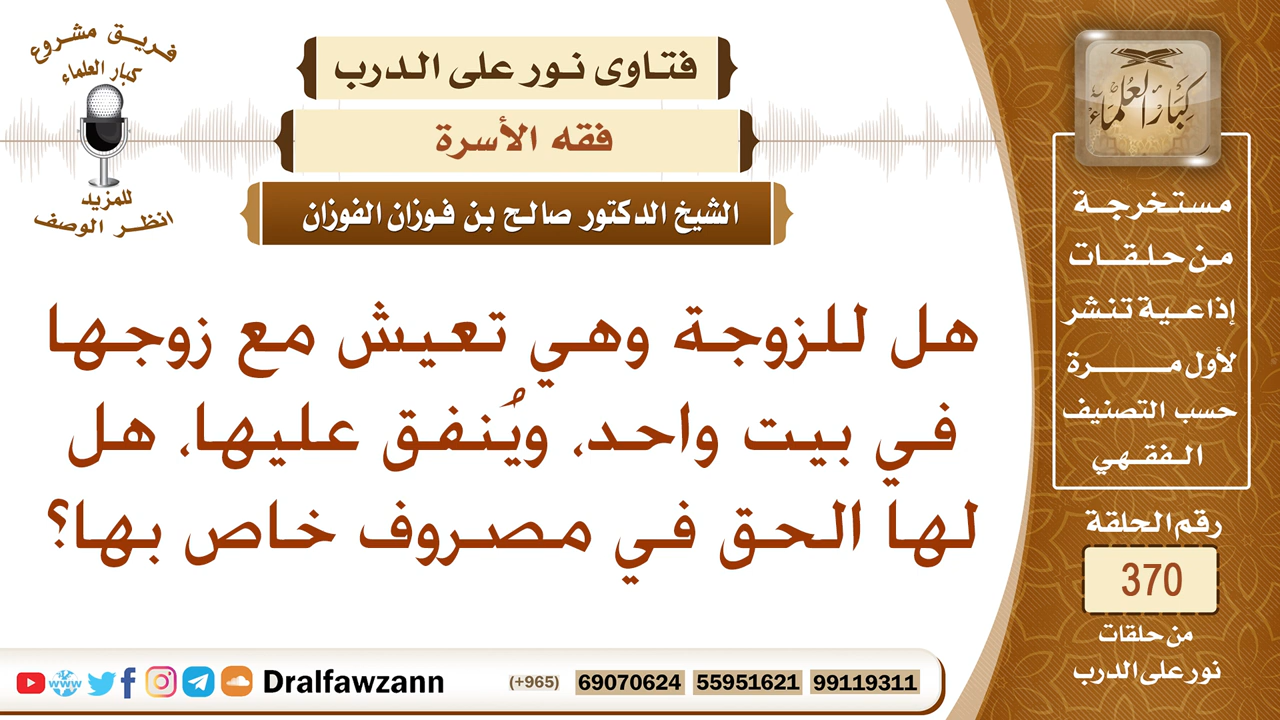 فريق مشروع
كبار العلماء
للمزيد
انظر الوصف
فتاوى نور على الدرب
فقه الأسرة
الشيخ الدكتور صالح بن فوزان الفوزان
هل للزوجة وهي تعيش مع زوجها
في بيت واحد، ويُنفق عليها، هل
لها الحق في مصروف خاص بها؟
كبار العلماء
مستخرجة
من حلقات
إذاعية تنشر
لأول مرة
حسب التصنيف
الفقهي
رقم الحلقة
370
من حلقات
نور على الدرب
www Dralfawzann (+965) 69070624 55951621 99119311